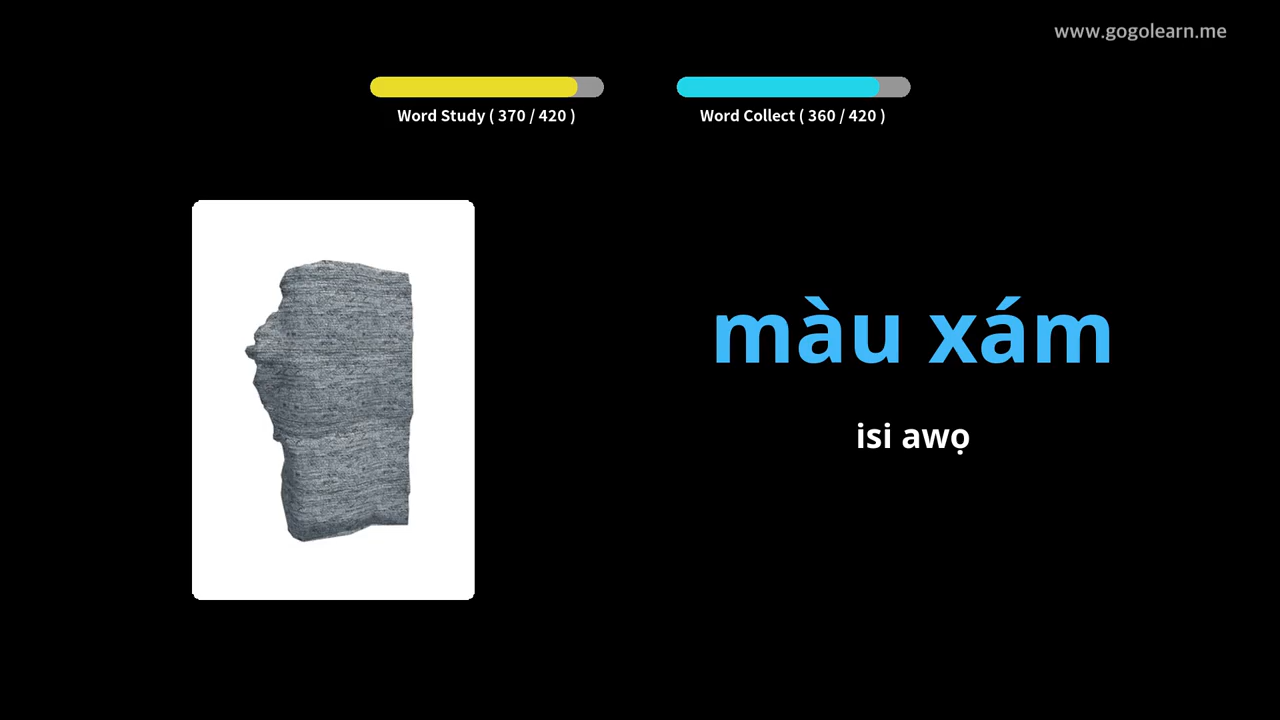 www.gogolearn.me
Word Study ( 370 / 420 )
Word Collect ( 360 / 420 )
màu xám
isi awọ